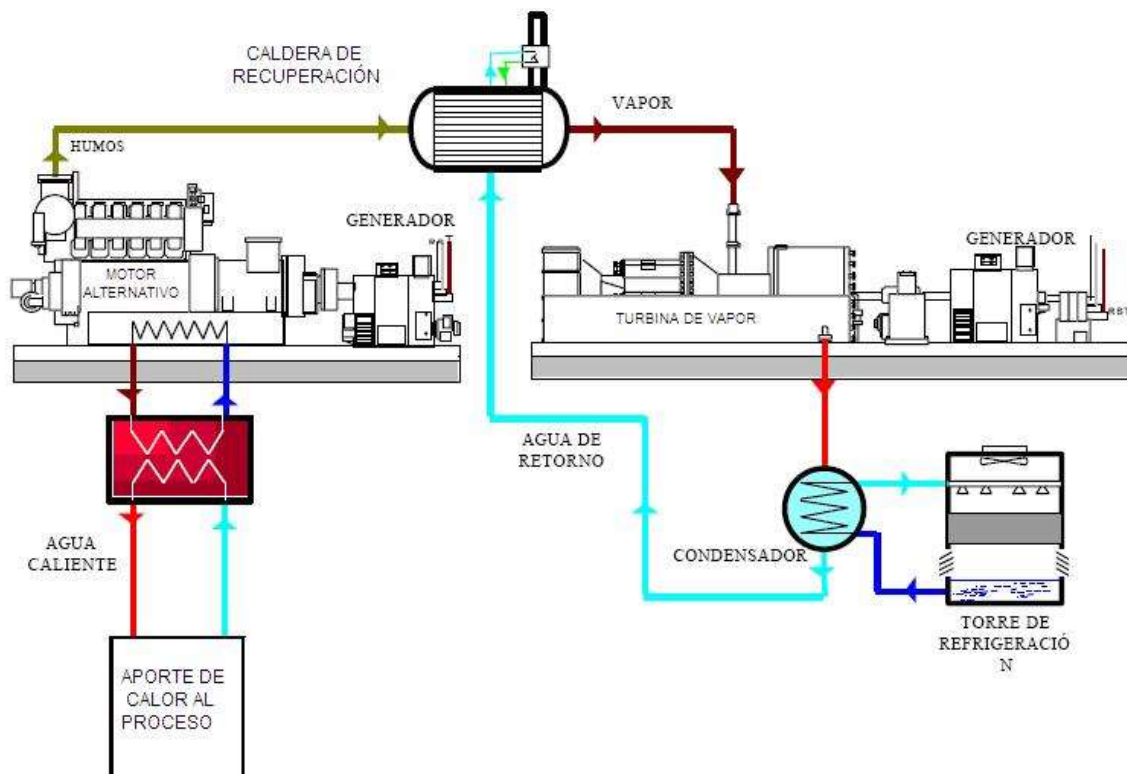 CALDERA DE
RECUPERACIÓN
VAPOR
HUMOS
GENERADOR
MOTOR
ALTERNATIVO
GENERADOR
TURBINA DE VAPOR
RBT
AGUA DE
RETORNO
AGUA
CALIENTE
CONDENSADOR
TORRE DE
REFRIGERACIÓ
N
APORTE DE
CALOR AL
PROCESO